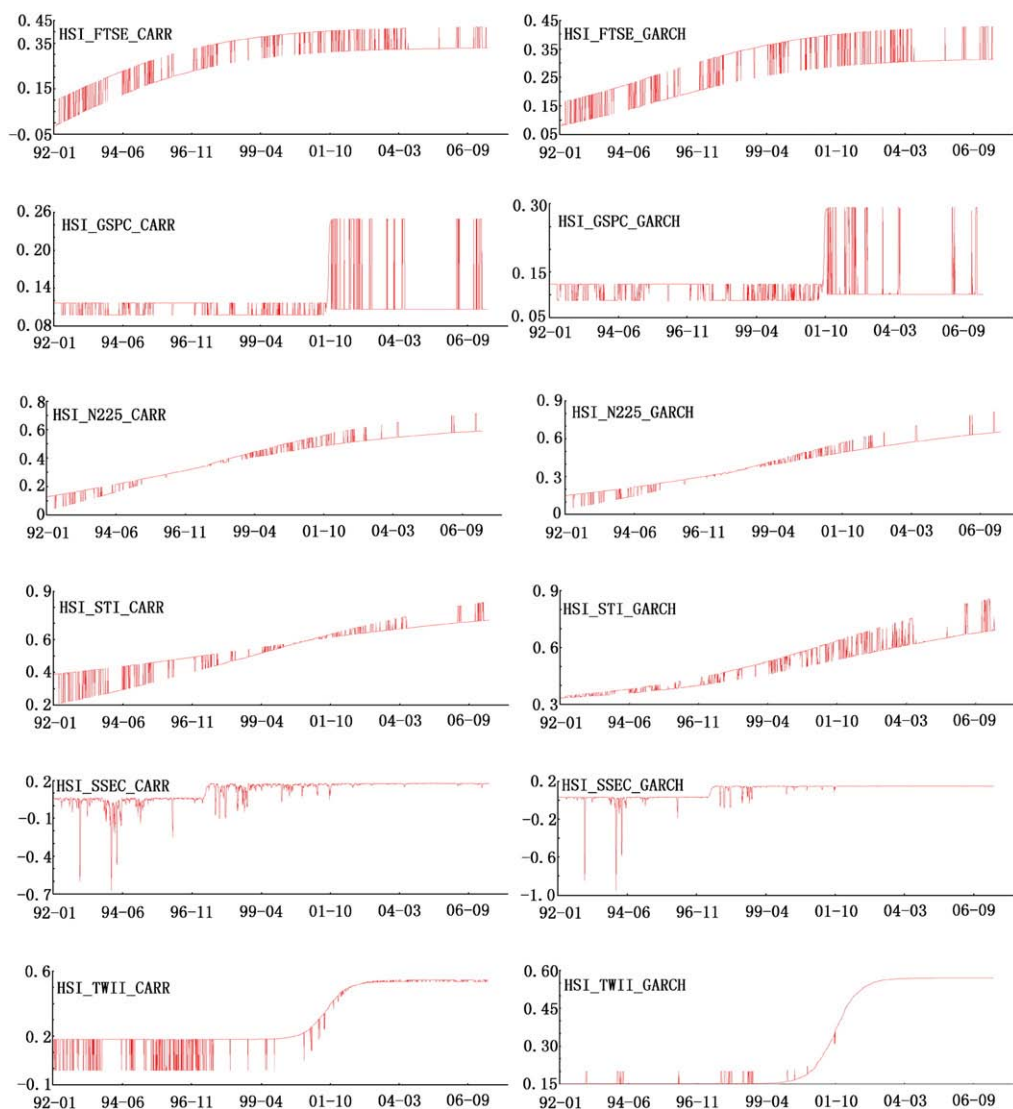 0.45 HSI_FTSE_CARR
0.35
0.15
-0.05
92-01 94-06 96-11 99-04 01-10 04-03 06-09
0.45 HSI_FTSE_GARCH
0.35
0.25
0.15
0.05
92-01 94-06 96-11 99-04 01-10 04-03 06-09
0.26
HSI_GSPC_CARR
0.20
0.14
0.08
92-01 94-06 96-11 99-04 01-10 04-03 06-09
0.30
HSI_GSPC_GARCH
0.15
0.05
92-01 94-06 96-11 99-04 01-10 04-03 06-09
0.8
HSI_N225_CARR
0.6
0.4
0.2
0
92-01 94-06 96-11 99-04 01-10 04-03 06-09
0.9
HSI_N225_GARCH
0.6
0.3
0
92-01 94-06 96-11 99-04 01-10 04-03 06-09
0.9
HSI_STI_CARR
0.6
0.4
0.2
92-01 94-06 96-11 99-04 01-10 04-03 06-09
0.9
HSI_STI_GARCH
0.6
0.3
92-01 94-06 96-11 99-04 01-10 04-03 06-09
0.2 HSI_SSEC_CARR
-0.1
-0.4
-0.7
92-01 94-06 96-11 99-04 01-10 04-03 06-09
0.2 HSI_SSEC_GARCH
-0.2
-0.6
-1.0
92-01 94-06 96-11 99-04 01-10 04-03 06-09
0.6
HSI_TWII_CARR
0.2
-0.1
92-01 94-06 96-11 99-04 01-10 04-03 06-09
0.60
HSI_TWII_GARCH
0.45
0.30
0.15
92-01 94-06 96-11 99-04 01-10 04-03 06-09